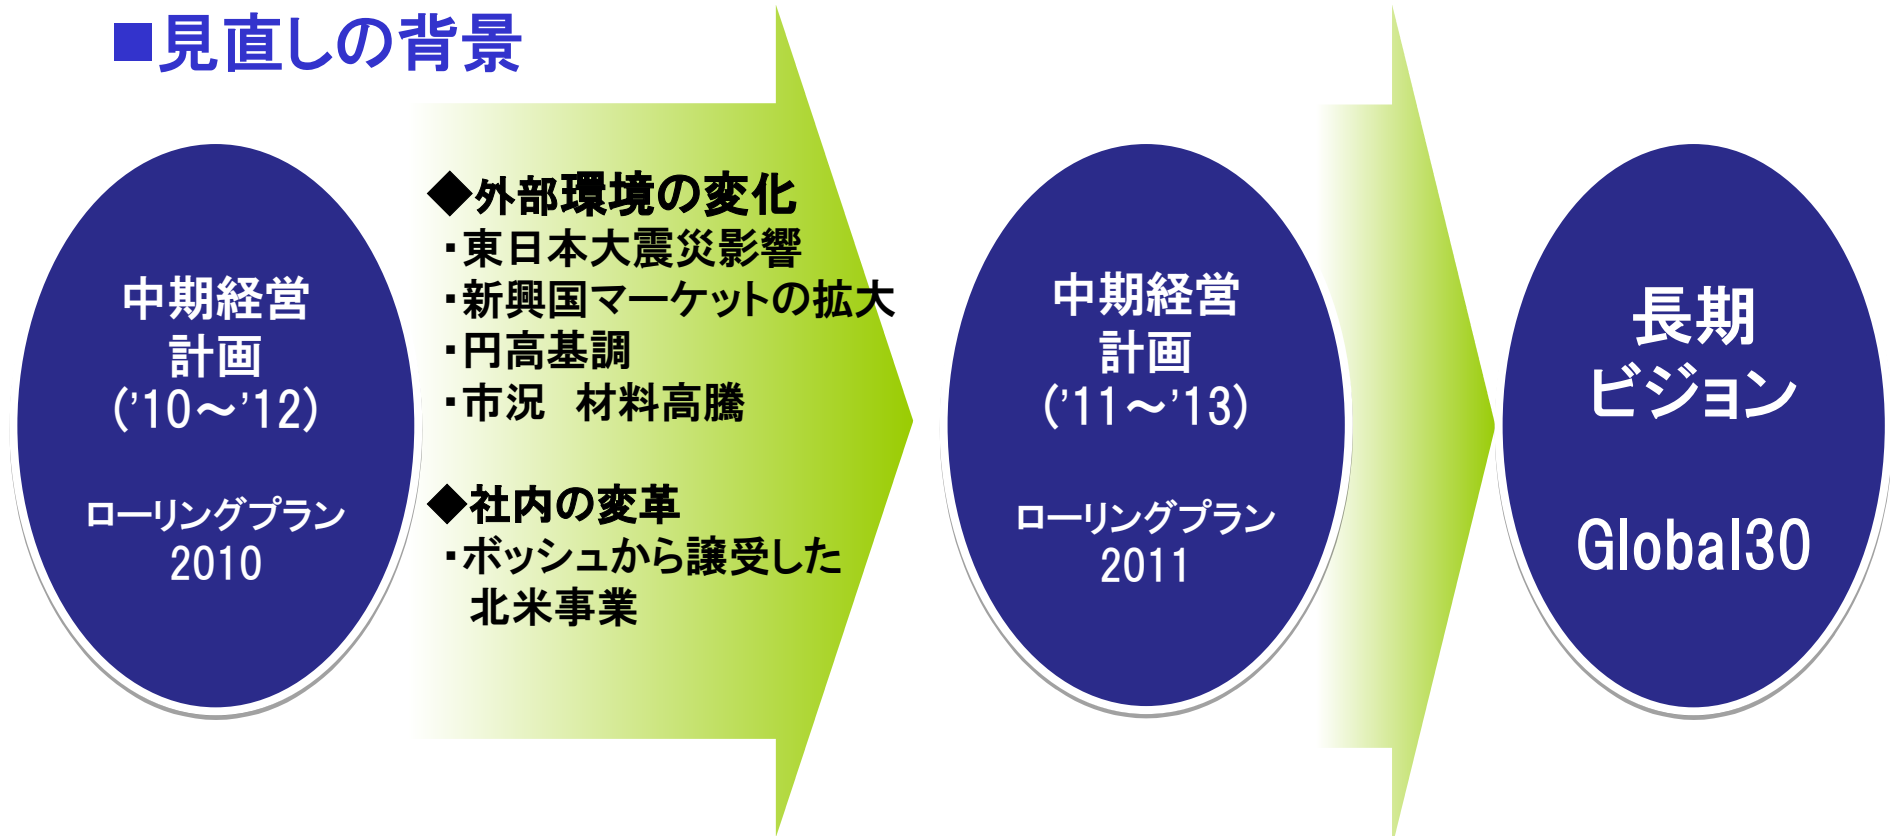 ■見直しの背景
中期経営
計画
(’10～’12)
ローリングプラン
2010
◆外部環境の変化
・東日本大震災影響
・新興国マーケットの拡大
・円高基調
・市況　材料高騰
◆社内の変革
・ボッシュから譲受した
北米事業
中期経営
計画
(’11～’13)
ローリングプラン
2011
長期
ビジョン
Global30